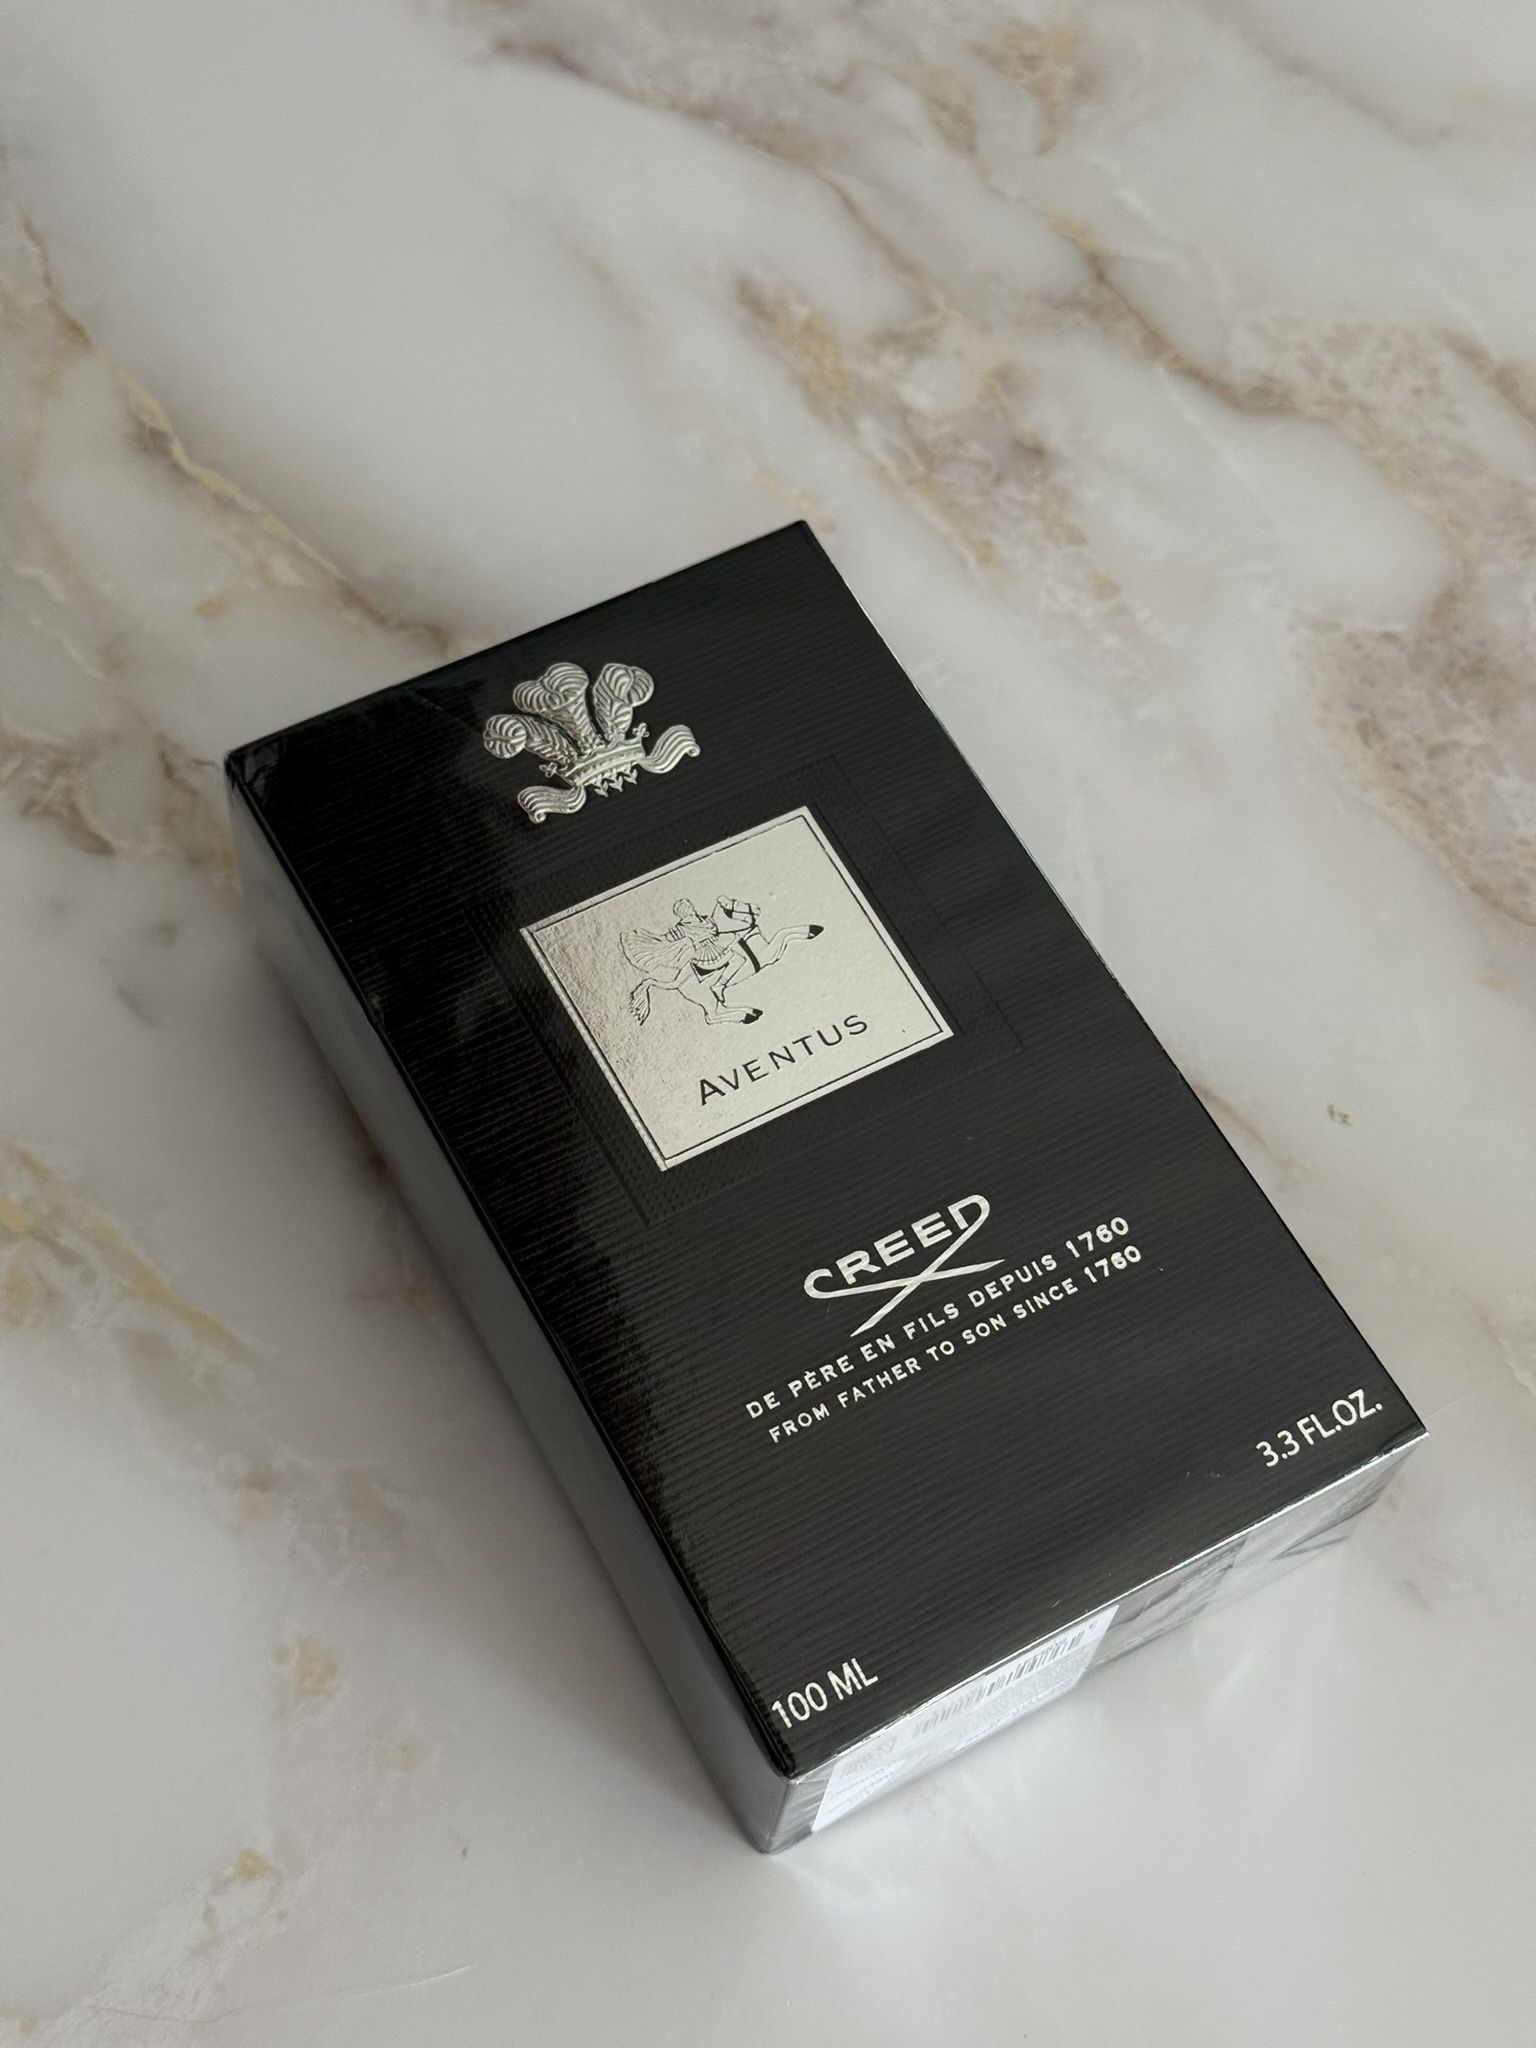 AVENTUS
CREED
DE PÈRE EN FILS DEPUIS 1760
FROM FATHER TO SON SINCE 1760
3.3 FL.OZ.
100 ML